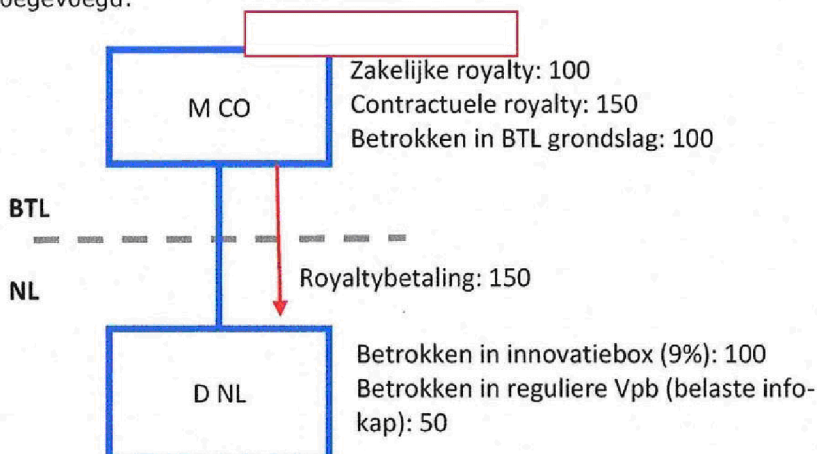 M CO
Zakelijke royalty: 100
Contractuele royalty: 150
Betrokken in BTL grondslag: 100
BTL
NL
Royaltybetaling: 150
D NL
Betrokken in innovatiebox (9%): 100
Betrokken in reguliere Vpb (belaste info-
kap): 50